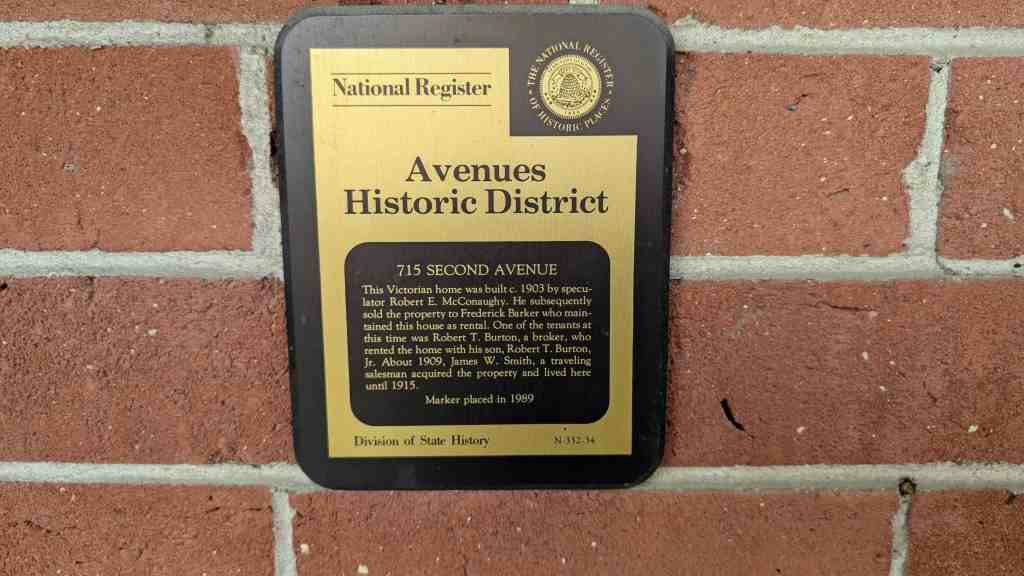 National Register
THE NATIONAL REGISTER
OF HISTORIC PLACES
Avenues
Historic District
715 SECOND AVENUE
This Victorian home was built c. 1903 by specu-
lator Robert E. McConaughy. He subsequently
sold the property to Frederick Barker who main-
tained this house as rental. One of the tenants at
this time was Robert T. Burton, a broker, who
rented the home with his son, Robert T. Burton,
Jr. About 1909, James W. Smith, a traveling
salesman acquired the property and lived here
until 1915.
Marker placed in 1989
Division of State History
N-352-34